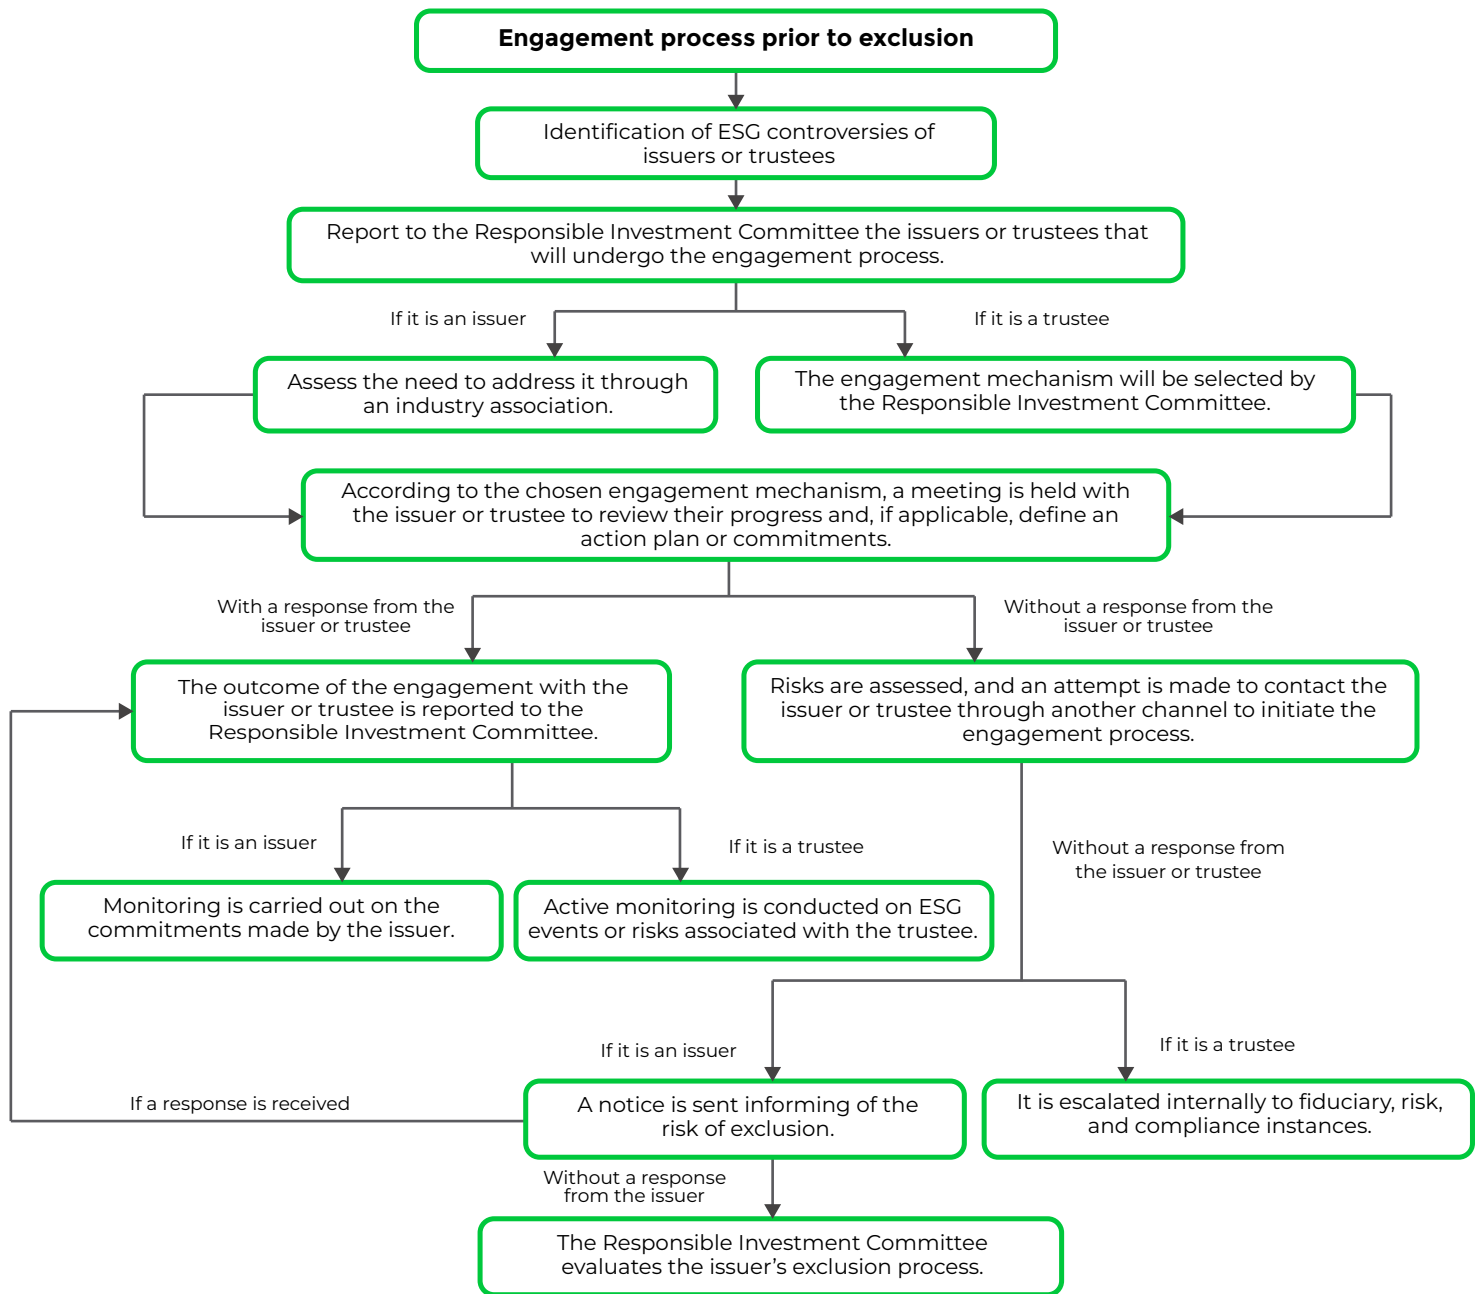 Engagement process prior to exclusion
Identification of ESG controversies of
issuers or trustees
Report to the Responsible Investment Committee the issuers or trustees that
will undergo the engagement process.
If it is an issuer
If it is a trustee
Assess the need to address it through
an industry association.
The engagement mechanism will be selected by
the Responsible Investment Committee.
According to the chosen engagement mechanism, a meeting is held with
the issuer or trustee to review their progress and, if applicable, define an
action plan or commitments.
With a response from the
issuer or trustee
Without a response from the
issuer or trustee
The outcome of the engagement with the
issuer or trustee is reported to the
Responsible Investment Committee.
Risks are assessed, and an attempt is made to contact the
issuer or trustee through another channel to initiate the
engagement process.
If it is an issuer
If it is a trustee
Without a response from
the issuer or trustee
Monitoring is carried out on the
commitments made by the issuer.
Active monitoring is conducted on ESG
events or risks associated with the trustee.
If it is an issuer
If it is a trustee
If a response is received
A notice is sent informing of the
risk of exclusion.
It is escalated internally to fiduciary, risk,
and compliance instances.
Without a response
from the issuer
The Responsible Investment Committee
evaluates the issuer’s exclusion process.